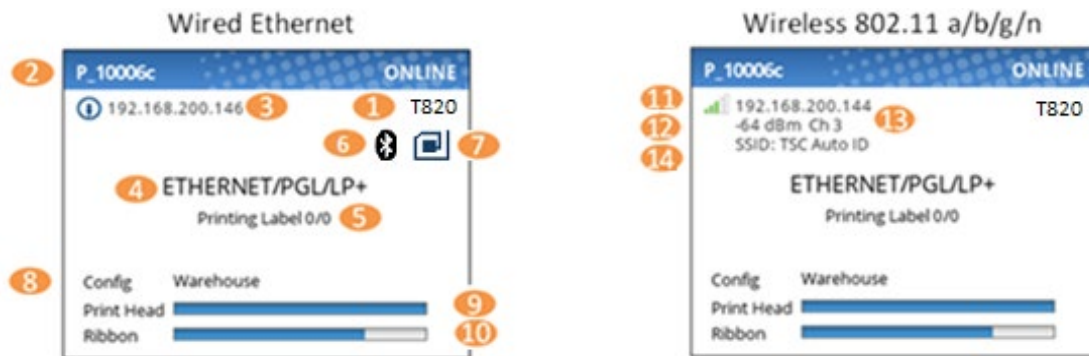 Wired Ethernet
2 P_10006c ONLINE
192.168.200.146 3 1 T820
6 7
4 ETHERNET/PGL/LP+
Printing Label 0/0 5
8 Config Warehouse
Print Head 9
Ribbon 10
Wireless 802.11 a/b/g/n
P_10006c ONLINE
11 192.168.200.144 T820
12 -64 dBm Ch 3 13
14 SSID: TSC Auto ID
ETHERNET/PGL/LP+
Printing Label 0/0
Config Warehouse
Print Head
Ribbon